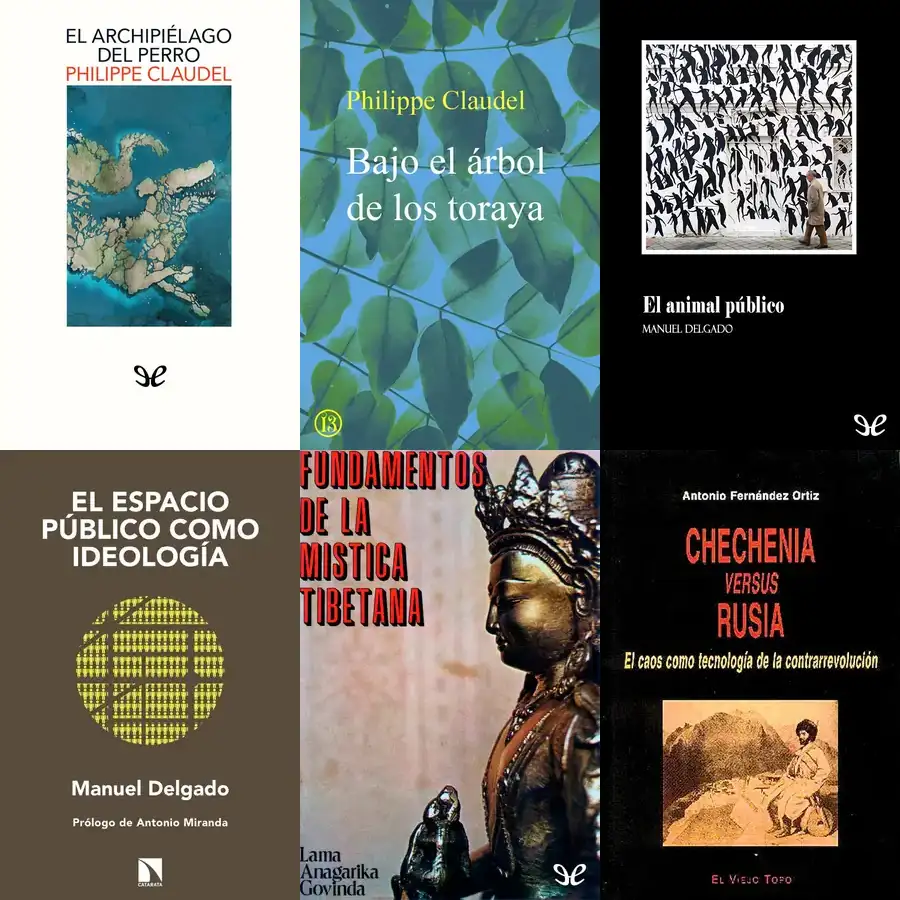 EL ARCHIPIÉLAGO
DEL PERRO
PHILIPPE CLAUDEL
Philippe Claudel
Bajo el árbol
de los toraya
13
El animal público
MANUEL DELGADO
EL ESPACIO
PÚBLICO COMO
IDEOLOGÍA
Manuel Delgado
Prólogo de Antonio Miranda
CATARATA
FUNDAMENTOS
DE LA
MISTICA
TIBETANA
Lama
Anagarika
Govinda
Antonio Fernández Ortiz
CHECHENIA
VERSUS
RUSIA
El caos como tecnología de la contrarrevolución
EL VIEJO TOPO